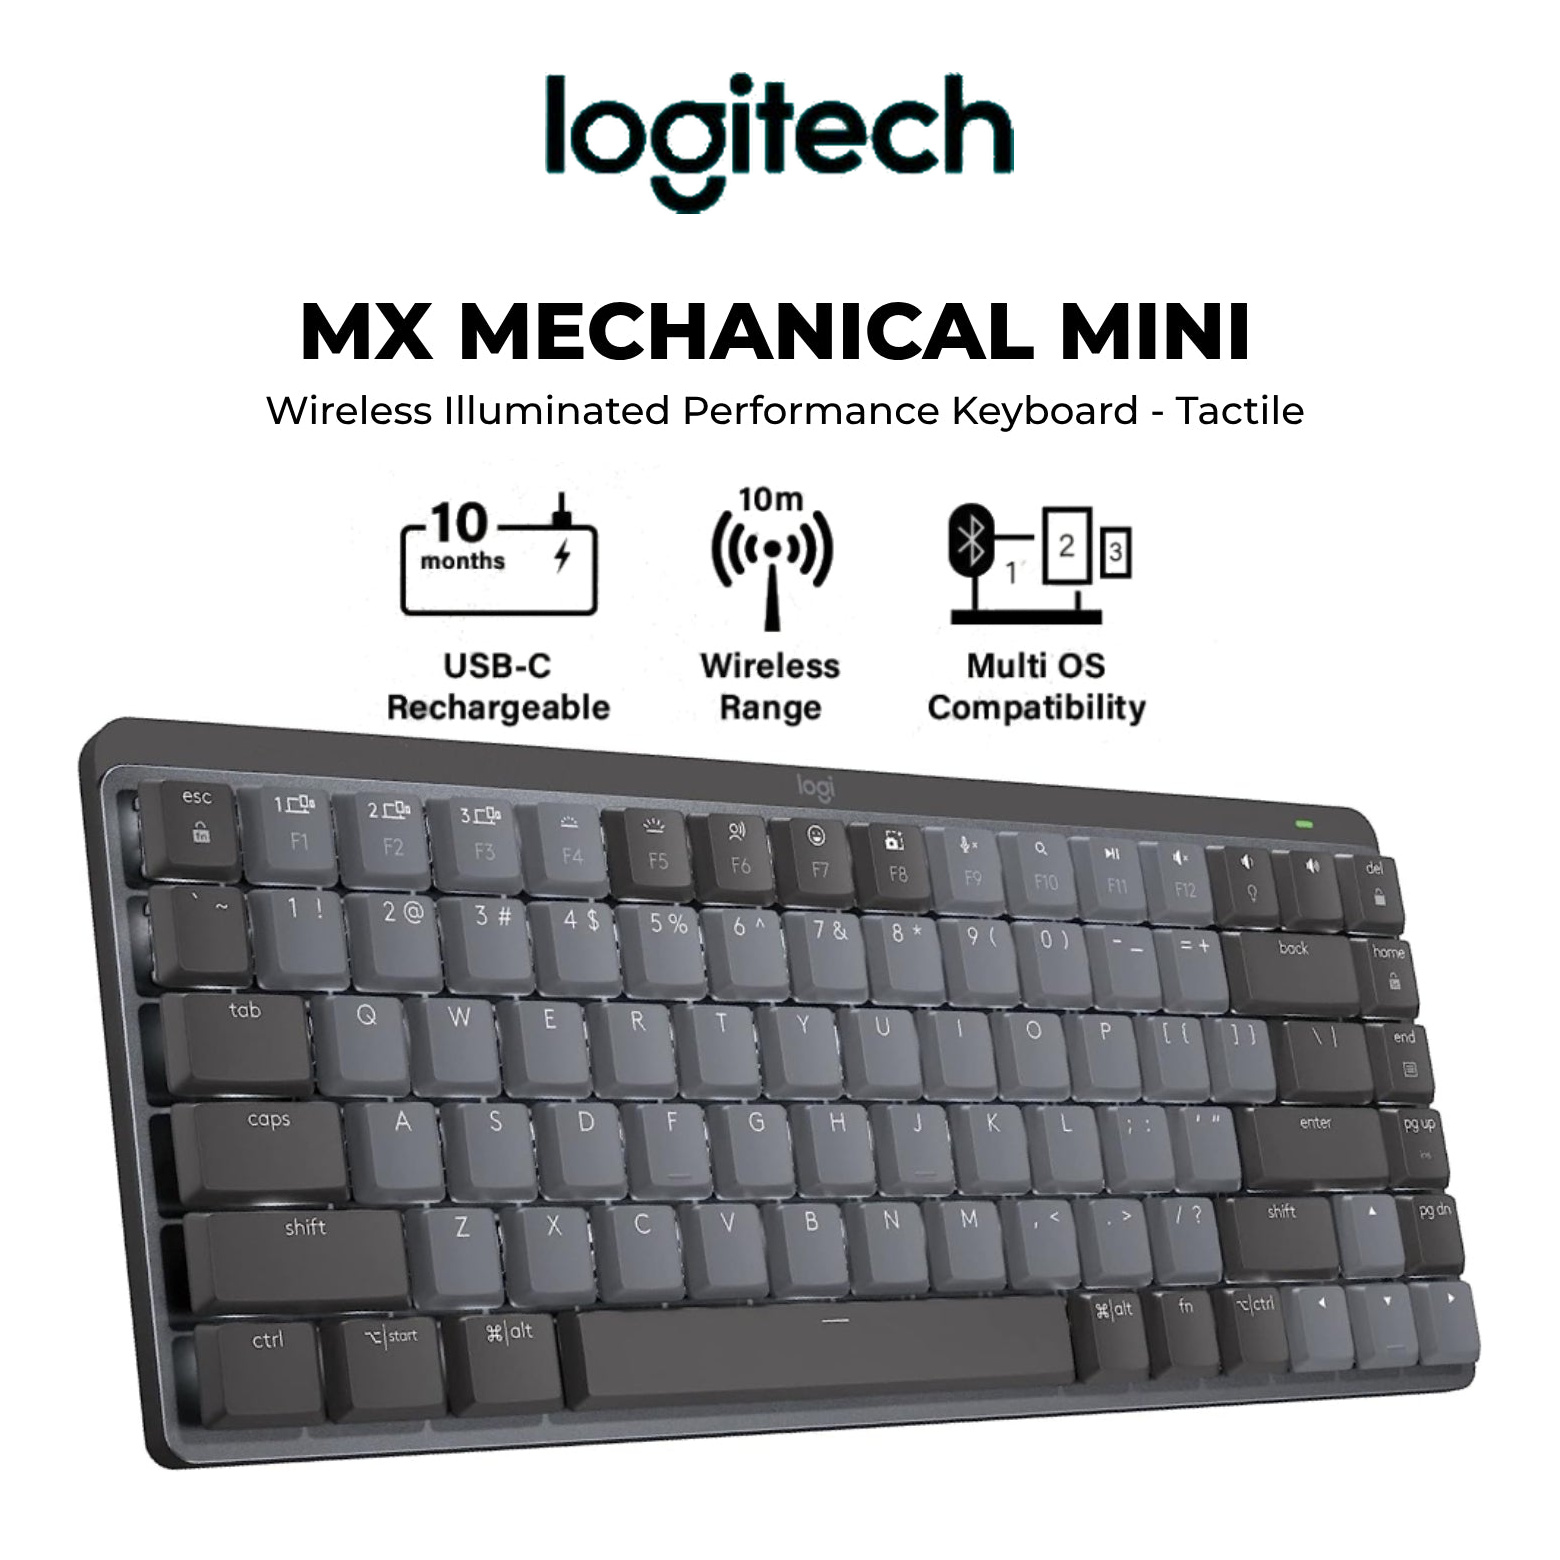 logitech
MX MECHANICAL MINI
Wireless Illuminated Performance Keyboard - Tactile
10
months
10m
1 2 3
USB-C
Rechargeable
Wireless
Range
Multi OS
Compatibility
logi
esc fn 1 F1 2 F2 3 F3 F4 F5 F6 F7 F8 F9 F10 F11 F12 del
` ~ 1 ! 2 @ 3 # 4 $ 5 % 6 ^ 7 & 8 * 9 ( 0 ) - _ = + back home
tab Q W E R T Y U I O P [ { ] } \ | end
caps A S D F G H J K L ; : ' " enter pg up
ins
shift Z X C V B N M , < . > / ? shift pg dn
ctrl ⌥|start ⌘|alt ⌘|alt fn ⌥|ctrl